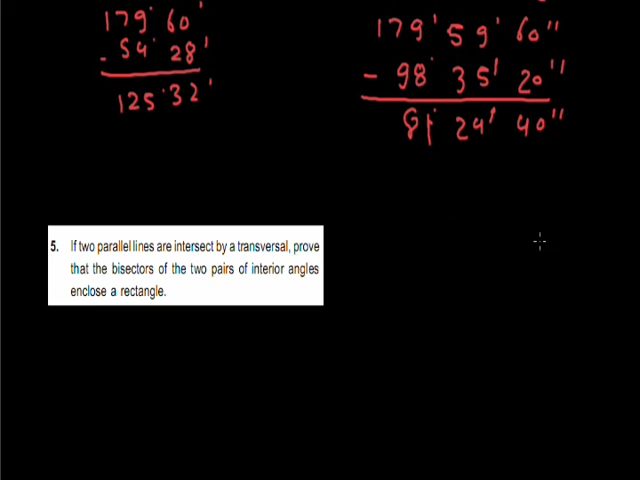 179° 60'
- 54° 28'
125° 32'
179° 59' 60"
- 98° 35' 20"
81° 24' 40"
5. If two parallel lines are intersect by a transversal, prove
that the bisectors of the two pairs of interior angles
enclose a rectangle.